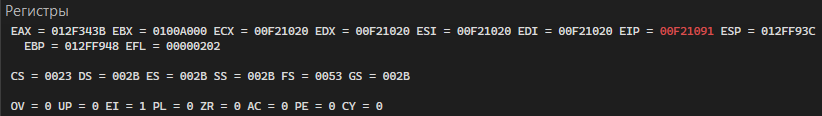 Регистры
EAX = 012F343B EBX = 0100A000 ECX = 00F21020 EDX = 00F21020 ESI = 00F21020 EDI = 00F21020 EIP = 00F21091 ESP = 012FF93C
EBP = 012FF948 EFL = 00000202
CS = 0023 DS = 002B ES = 002B SS = 002B FS = 0053 GS = 002B
OV = 0 UP = 0 EI = 1 PL = 0 ZR = 0 AC = 0 PE = 0 CY = 0